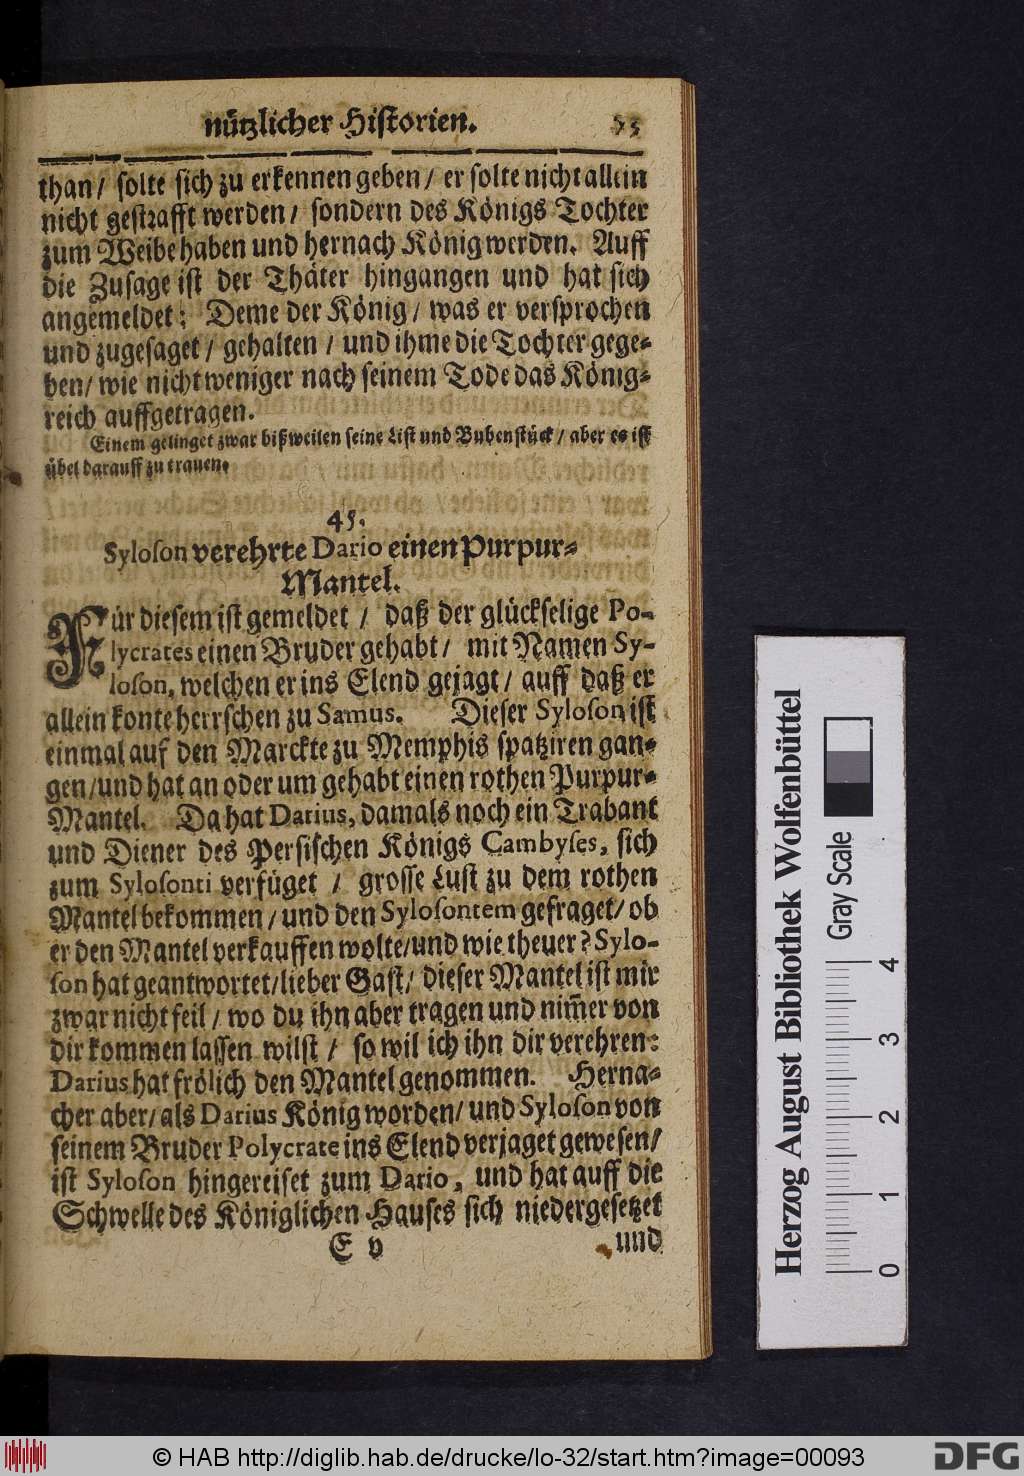 nützlicher Historien. 53
than/ solte sich zu erkennen geben/ er solte nicht allein
nicht gestrafft werden/ sondern des Königs Tochter
zum Weibe haben und hernach König werden. Auff
die Zusage ist der Thäter hingangen und hat sich
angemeldet: Deme der König/ was er versprochen
und zugesaget/ gehalten/ und ihme die Tochter gege-
ben/ wie nicht weniger nach seinem Tode das König-
reich auffgetragen.
Einem gelinget zwar bißweilen seine List und Bubenstück/ aber es ist
übel darauff zu trauen.
45.
Syloson verehrte Dario einen Purpur-
Mantel.
Für diesem ist gemeldet/ daß der glückselige Po-
lycrates einen Bruder gehabt/ mit Namen Sy-
loson, welchen er ins Elend gejagt/ auff daß er
allein konte herrschen zu Samus. Dieser Syloson ist
einmal auf den Marckte zu Memphis spatziren gan-
gen/und hat an oder um gehabt einen rothen Purpur-
Mantel. Da hat Darius, damals noch ein Trabant
und Diener des Persischen Königs Cambyses, sich
zum Sylosonti verfüget/ grosse Lust zu dem rothen
Mantel bekommen/ und den Sylosontem gefraget/ ob
er den Mantel verkauffen wolte/und wie theuer? Sylo-
son hat geantwortet/lieber Gast/ dieser Mantel ist mir
zwar nicht feil/ wo du ihn aber tragen und nim̃er von
dir kommen lassen wilst/ so wil ich ihn dir verehren:
Darius hat frölich den Mantel genommen. Herna-
cher aber/ als Darius König worden/ und Syloson von
seinem Bruder Polycrate ins Elend verjaget gewesen/
ist Syloson hingereiset zum Dario, und hat auff die
Schwelle des Königlichen Hauses sich niedergesetzet
E v und
Herzog August Bibliothek Wolfenbüttel
Gray Scale
0 1 2 3 4
© HAB http://diglib.hab.de/drucke/lo-32/start.htm?image=00093
DFG